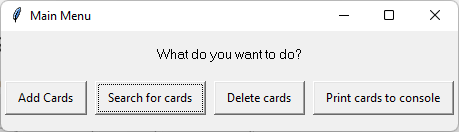 Main Menu
What do you want to do?
Add Cards Search for cards Delete cards Print cards to console